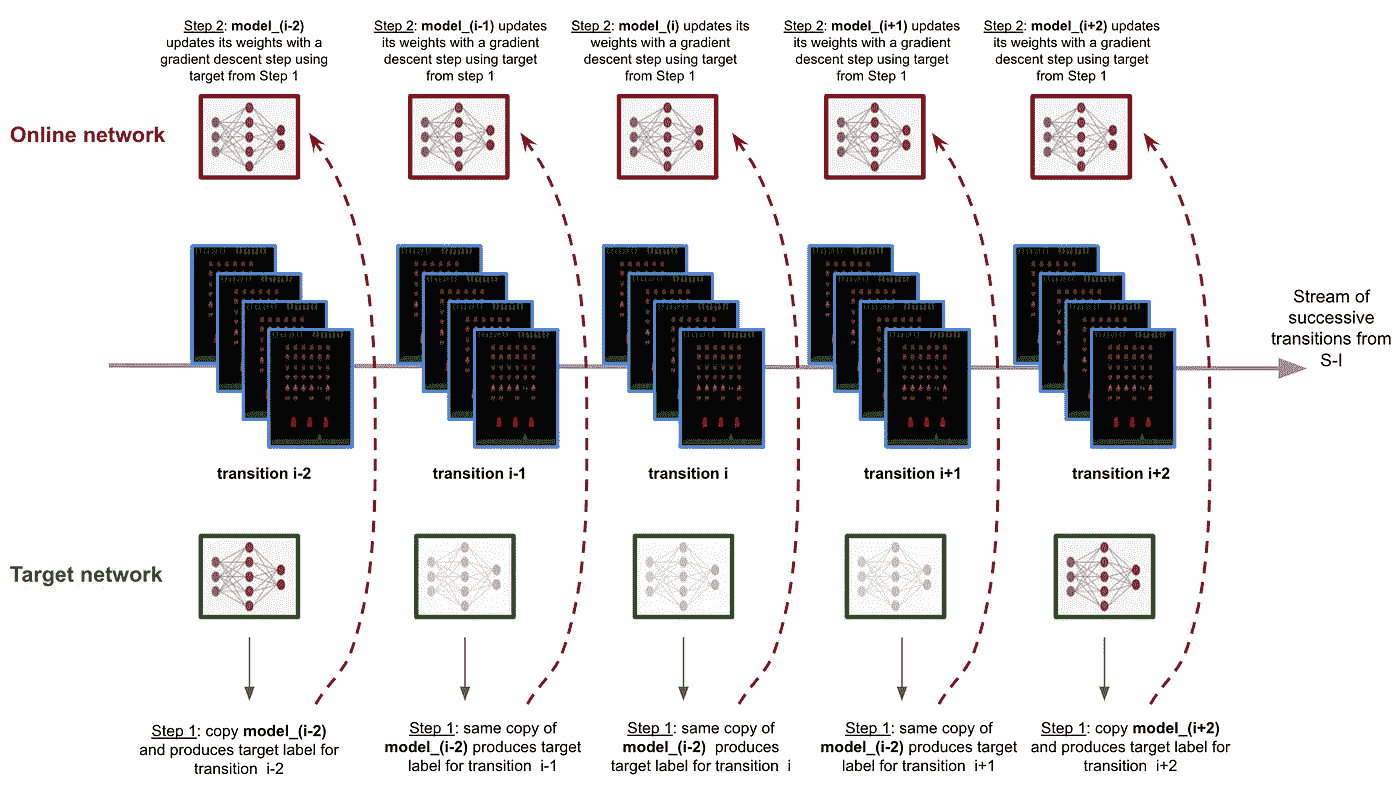 Step 2: model_(i-2)
updates its weights with a
gradient descent step using
target from Step 1
Step 2: model_(i-1) updates
its weights with a gradient
descent step using target
from step 1
Step 2: model_(i) updates its
weights with a gradient
descent step using target
from Step 1
Step 2: model_(i+1) updates
its weights with a gradient
descent step using target
from Step 1
Step 2: model_(i+2) updates
its weights with a gradient
descent step using target
from Step 1
Online network
Stream of
successive
transitions from
S-I
transition i-2
transition i-1
transition i
transition i+1
transition i+2
Target network
Step 1: copy model_(i-2)
and produces target label for
transition i-2
Step 1: same copy of
model_(i-2) produces target
label for transition i-1
Step 1: same copy of
model_(i-2) produces
target label for transition i
Step 1: same copy of
model_(i-2) produces target
label for transition i+1
Step 1: copy model_(i+2)
and produces target label for
transition i+2